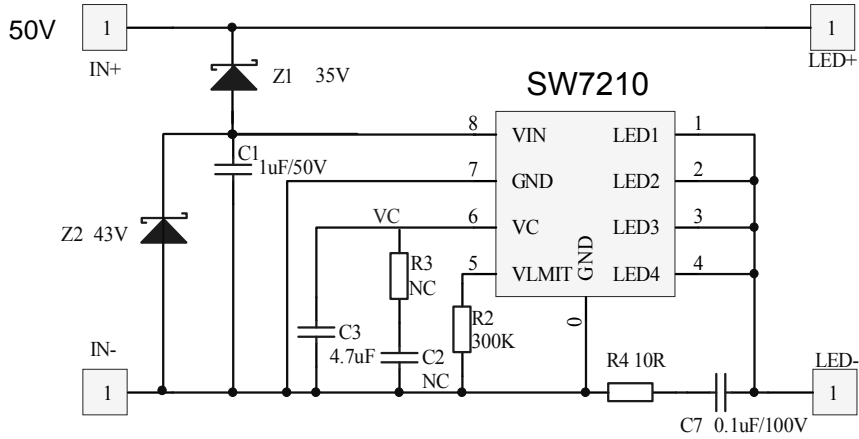 50V
1
1
IN+
LED+
Z1 35V
SW7210
8 VIN LED1 1
C1
1uF/50V
7 GND LED2 2
VC
6 VC LED3 3
Z2 43V
5 VLMIT GND LED4 4
R3
NC
R2
300K
0
C3
4.7uF
C2
NC
IN-
R4 10R
LED-
1
1
C7 0.1uF/100V